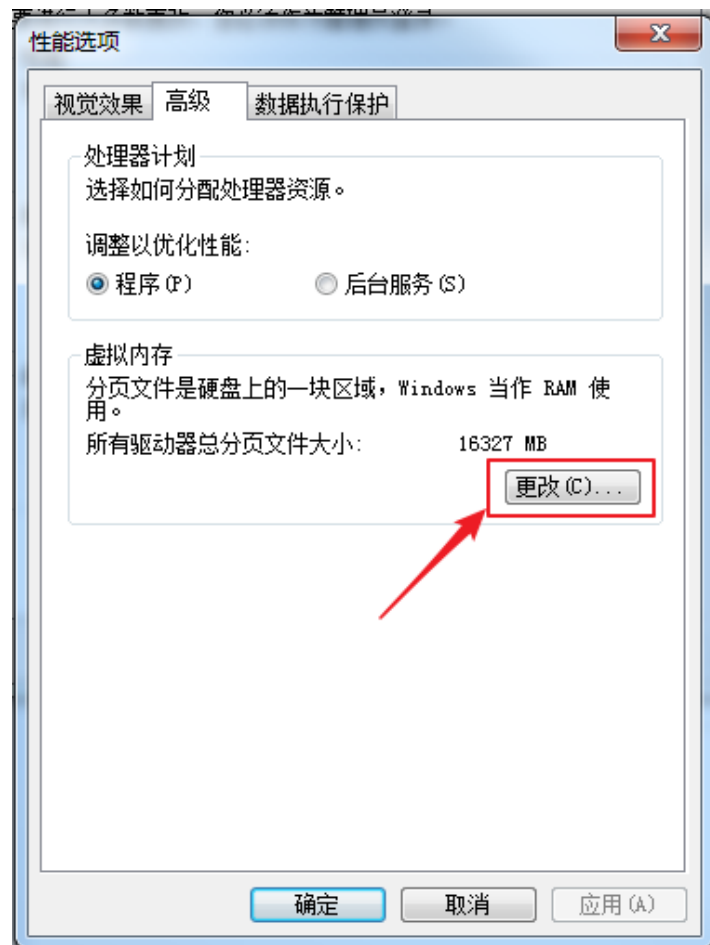 性能选项
视觉效果 高级 数据执行保护
处理器计划
选择如何分配处理器资源。
调整以优化性能:
程序(P) 后台服务(S)
虚拟内存
分页文件是硬盘上的一块区域，Windows 当作 RAM 使
用。
所有驱动器总分页文件大小: 16327 MB
更改(C)...
确定 取消 应用(A)